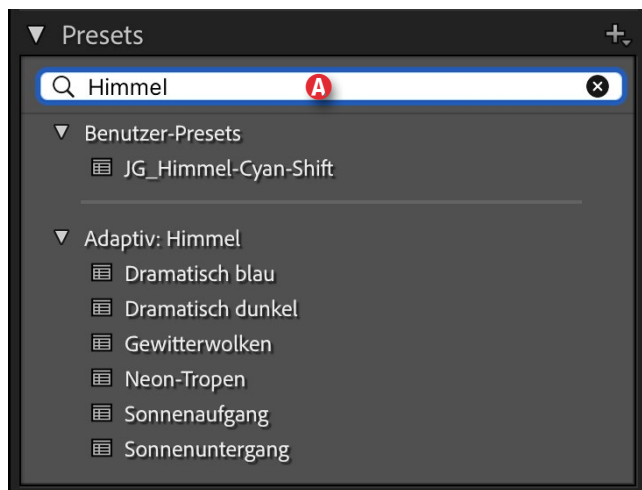 Presets
Himmel A
Benutzer-Presets
JG_Himmel-Cyan-Shift
Adaptiv: Himmel
Dramatisch blau
Dramatisch dunkel
Gewitterwolken
Neon-Tropen
Sonnenaufgang
Sonnenuntergang